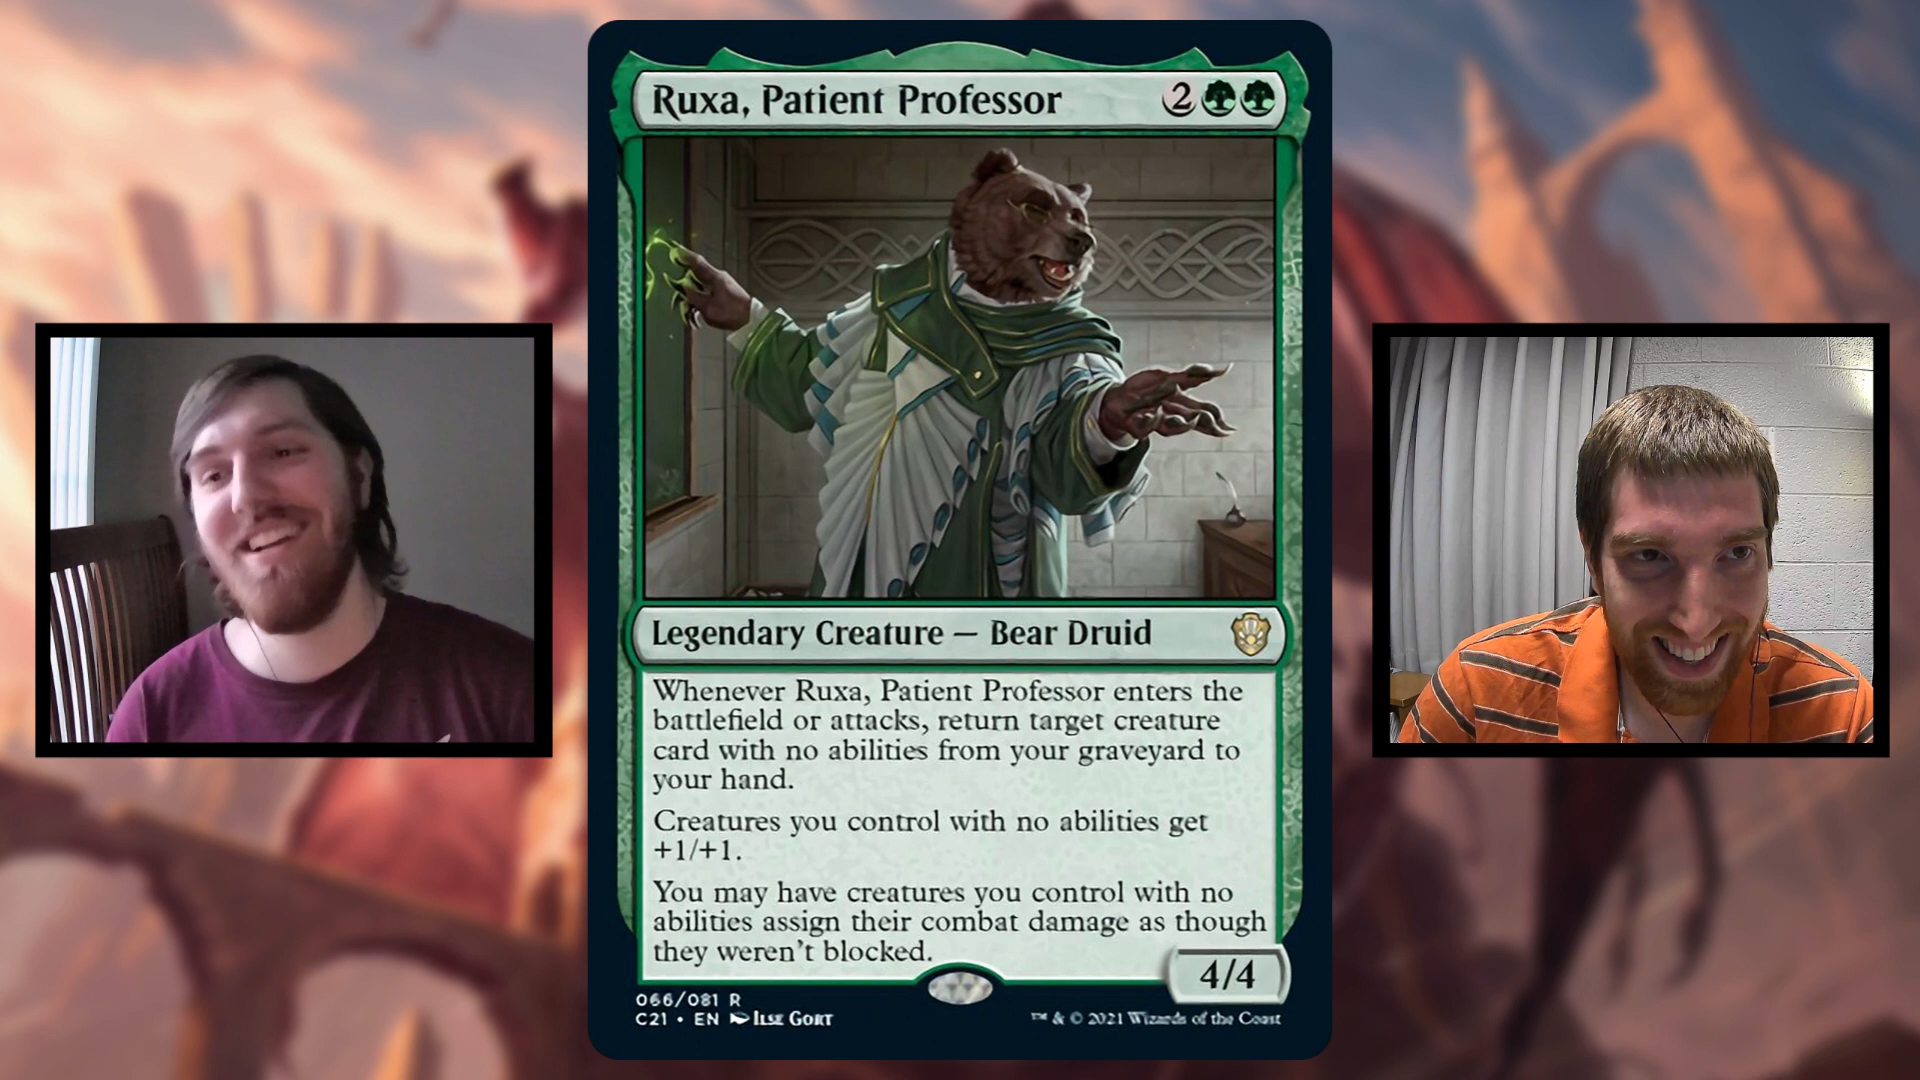 Ruxa, Patient Professor 2
Legendary Creature — Bear Druid
Whenever Ruxa, Patient Professor enters the
battlefield or attacks, return target creature
card with no abilities from your graveyard to
your hand.
Creatures you control with no abilities get
+1/+1.
You may have creatures you control with no
abilities assign their combat damage as though
they weren't blocked.
4/4
066/081 R
C21 • EN Ilse Gort
™ & © 2021 Wizards of the Coast